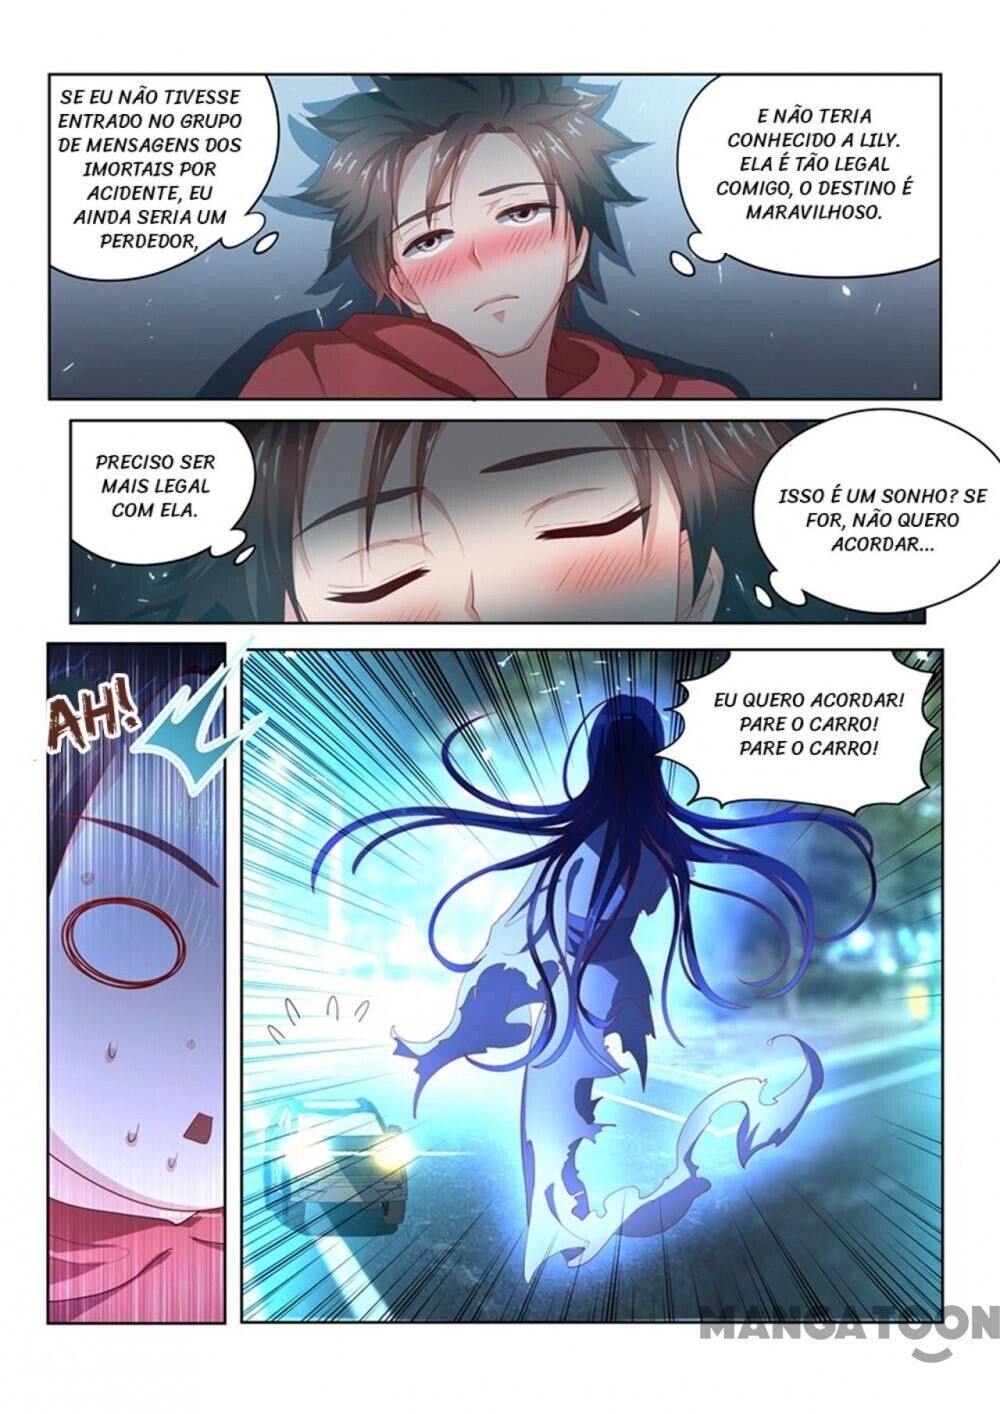 SE EU NÃO TIVESSE
ENTRADO NO GRUPO
DE MENSAGENS DOS
IMORTAIS POR
ACIDENTE, EU
AINDA SERIA UM
PERDEDOR,
E NÃO TERIA
CONHECIDO A LILY.
ELA É TÃO LEGAL
COMIGO, O DESTINO É
MARAVILHOSO.
PRECISO SER
MAIS LEGAL
COM ELA.
ISSO É UM SONHO? SE
FOR, NÃO QUERO
ACORDAR...
AH!
EU QUERO ACORDAR!
PARE O CARRO!
PARE O CARRO!
MANGATOON